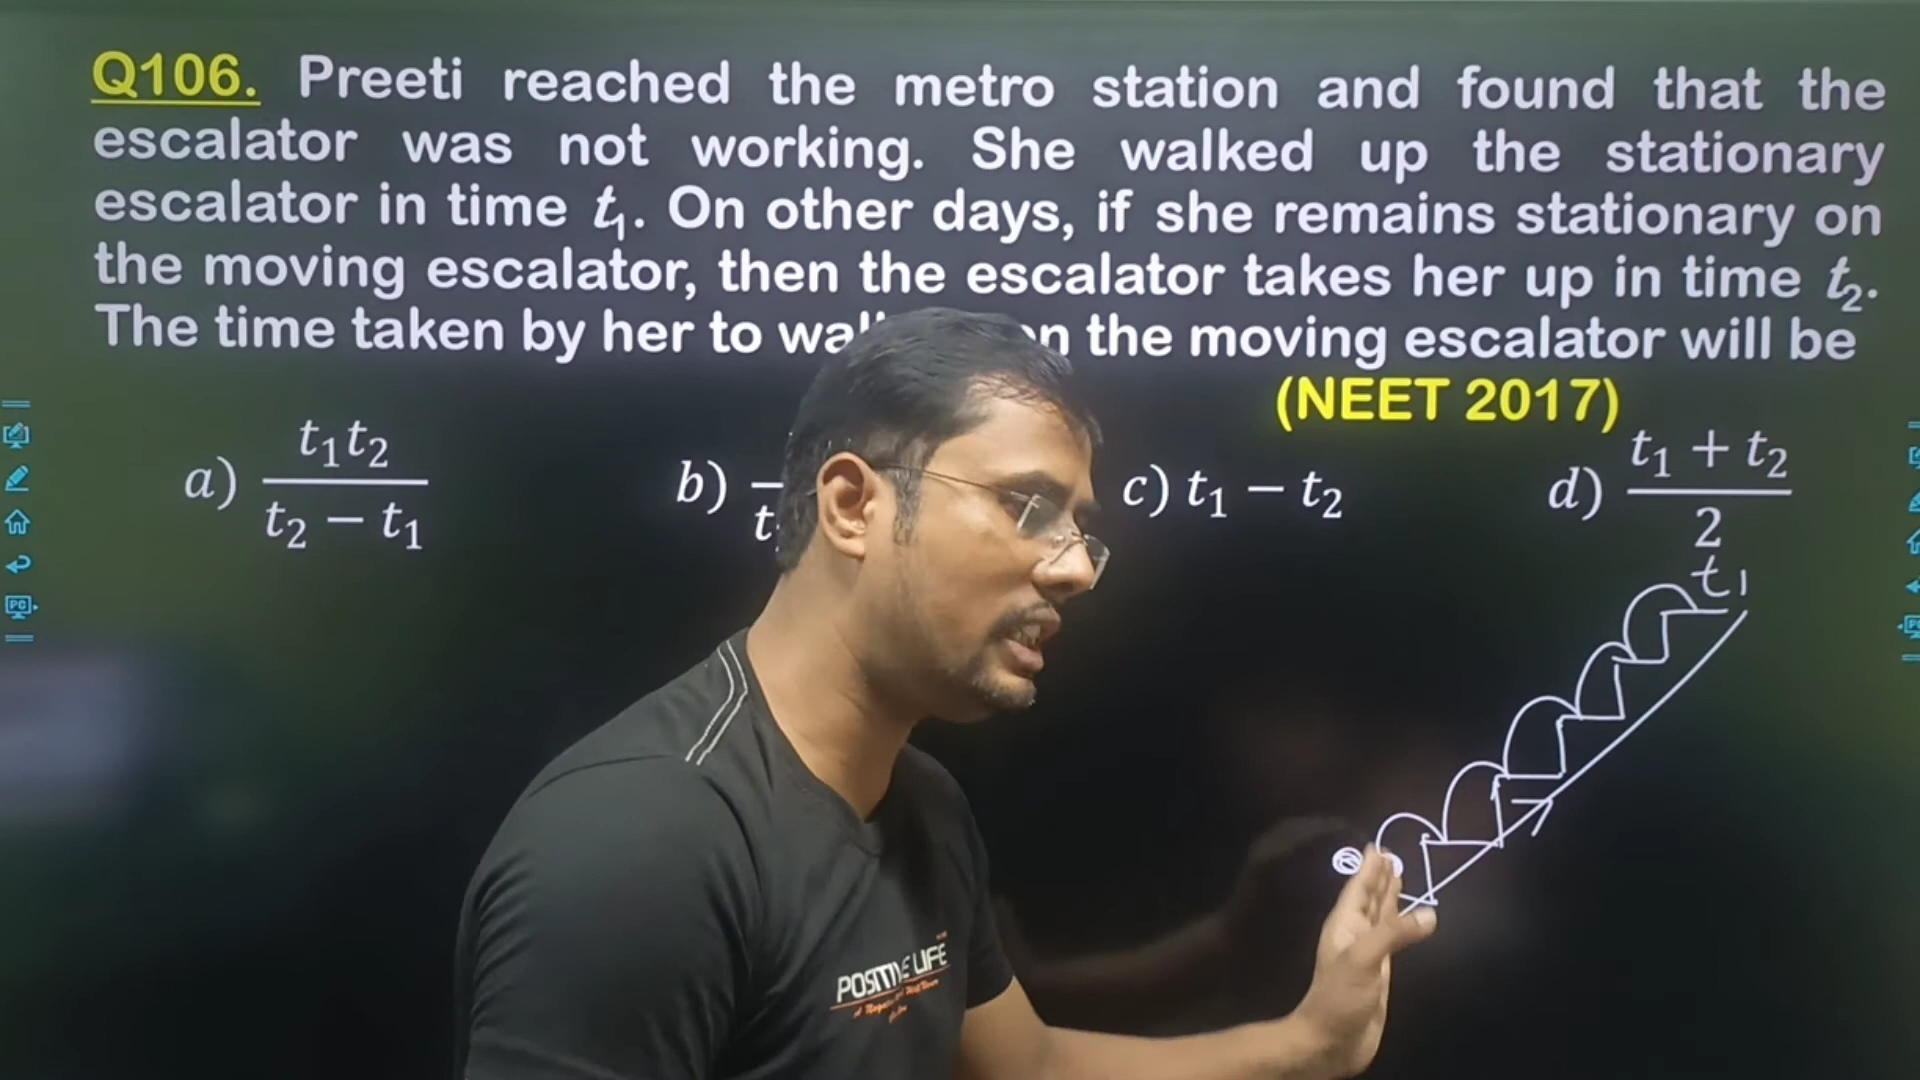 Q106. Preeti reached the metro station and found that the
escalator was not working. She walked up the stationary
escalator in time t₁. On other days, if she remains stationary on
the moving escalator, then the escalator takes her up in time t₂.
The time taken by her to on the moving escalator will be
(NEET 2017)
a) t₁t₂ / t₂ − t₁
b)
c) t₁ − t₂
d) t₁ + t₂ / 2
t₁
POSITIVE LIFE
PC